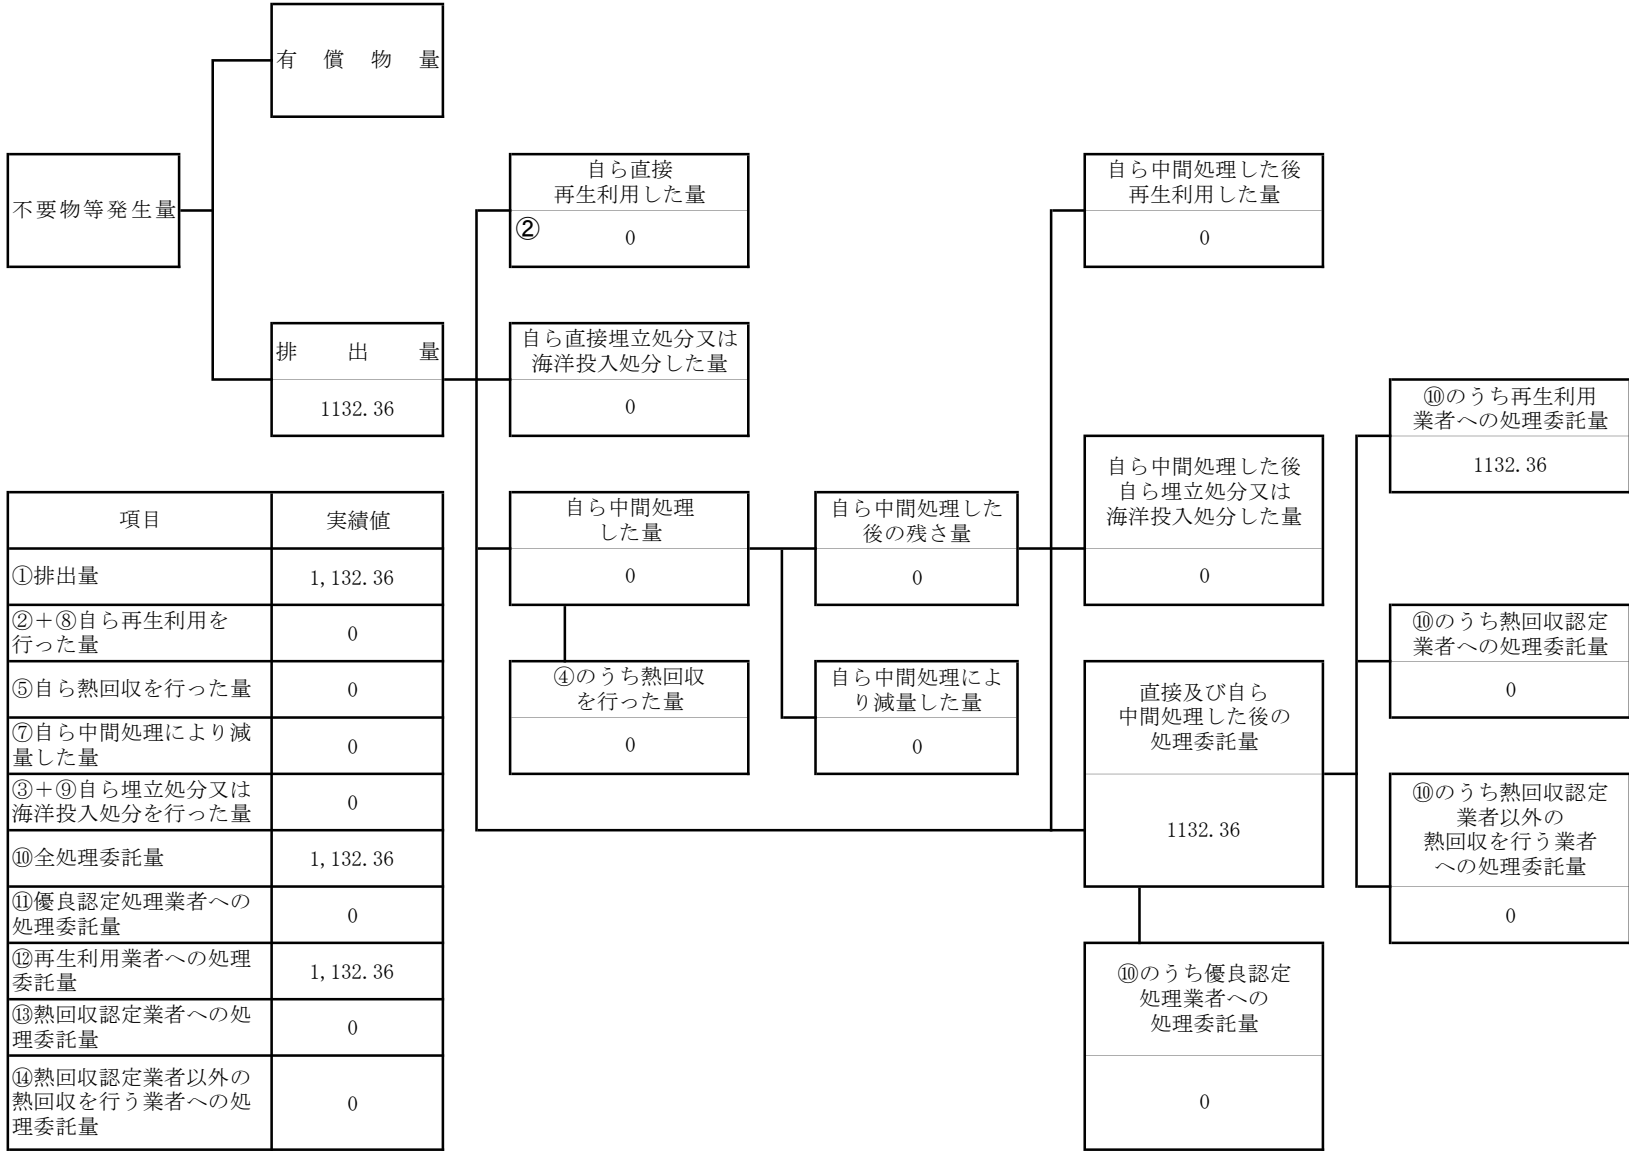 有償物量
不要物等発生量
自ら直接
再生利用した量
②
0
自ら中間処理した後
再生利用した量
0
排出量
1132.36
自ら直接埋立処分又は
海洋投入処分した量
0
⑩のうち再生利用
業者への処理委託量
1132.36
自ら中間処理した後
自ら埋立処分又は
海洋投入処分した量
0
自ら中間処理
した量
0
自ら中間処理した
後の残さ量
0
④のうち熱回収
を行った量
0
自ら中間処理によ
り減量した量
0
直接及び自ら
中間処理した後の
処理委託量
1132.36
⑩のうち熱回収認定
業者への処理委託量
0
⑩のうち熱回収認定
業者以外の
熱回収を行う業者
への処理委託量
0
⑩のうち優良認定
処理業者への
処理委託量
0
項目 実績値
①排出量 1,132.36
②＋⑧自ら再生利用を
行った量 0
⑤自ら熱回収を行った量 0
⑦自ら中間処理により減
量した量 0
③＋⑨自ら埋立処分又は
海洋投入処分を行った量 0
⑩全処理委託量 1,132.36
⑪優良認定処理業者への
処理委託量 0
⑫再生利用業者への処理
委託量 1,132.36
⑬熱回収認定業者への処
理委託量 0
⑭熱回収認定業者以外の
熱回収を行う業者への処
理委託量 0